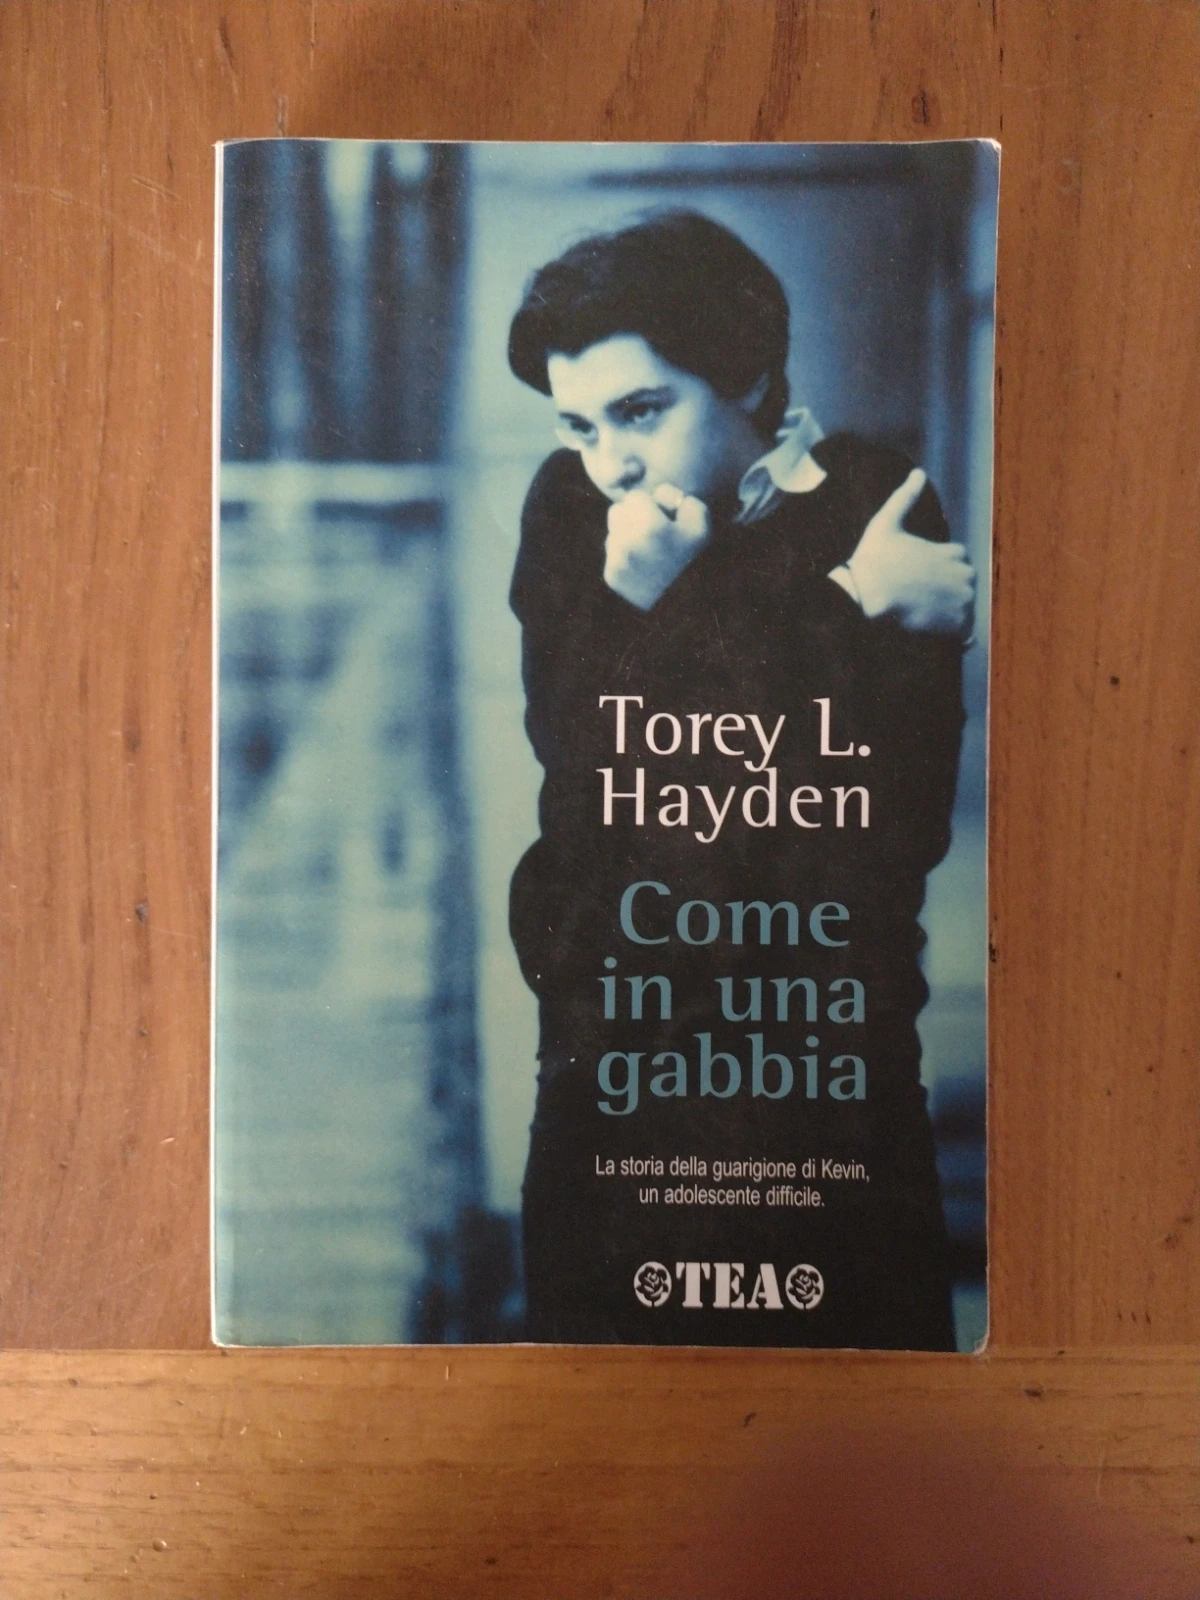 Torey L.
Hayden
Come
in una
gabbia
La storia della guarigione di Kevin,
un adolescente difficile.
TEA